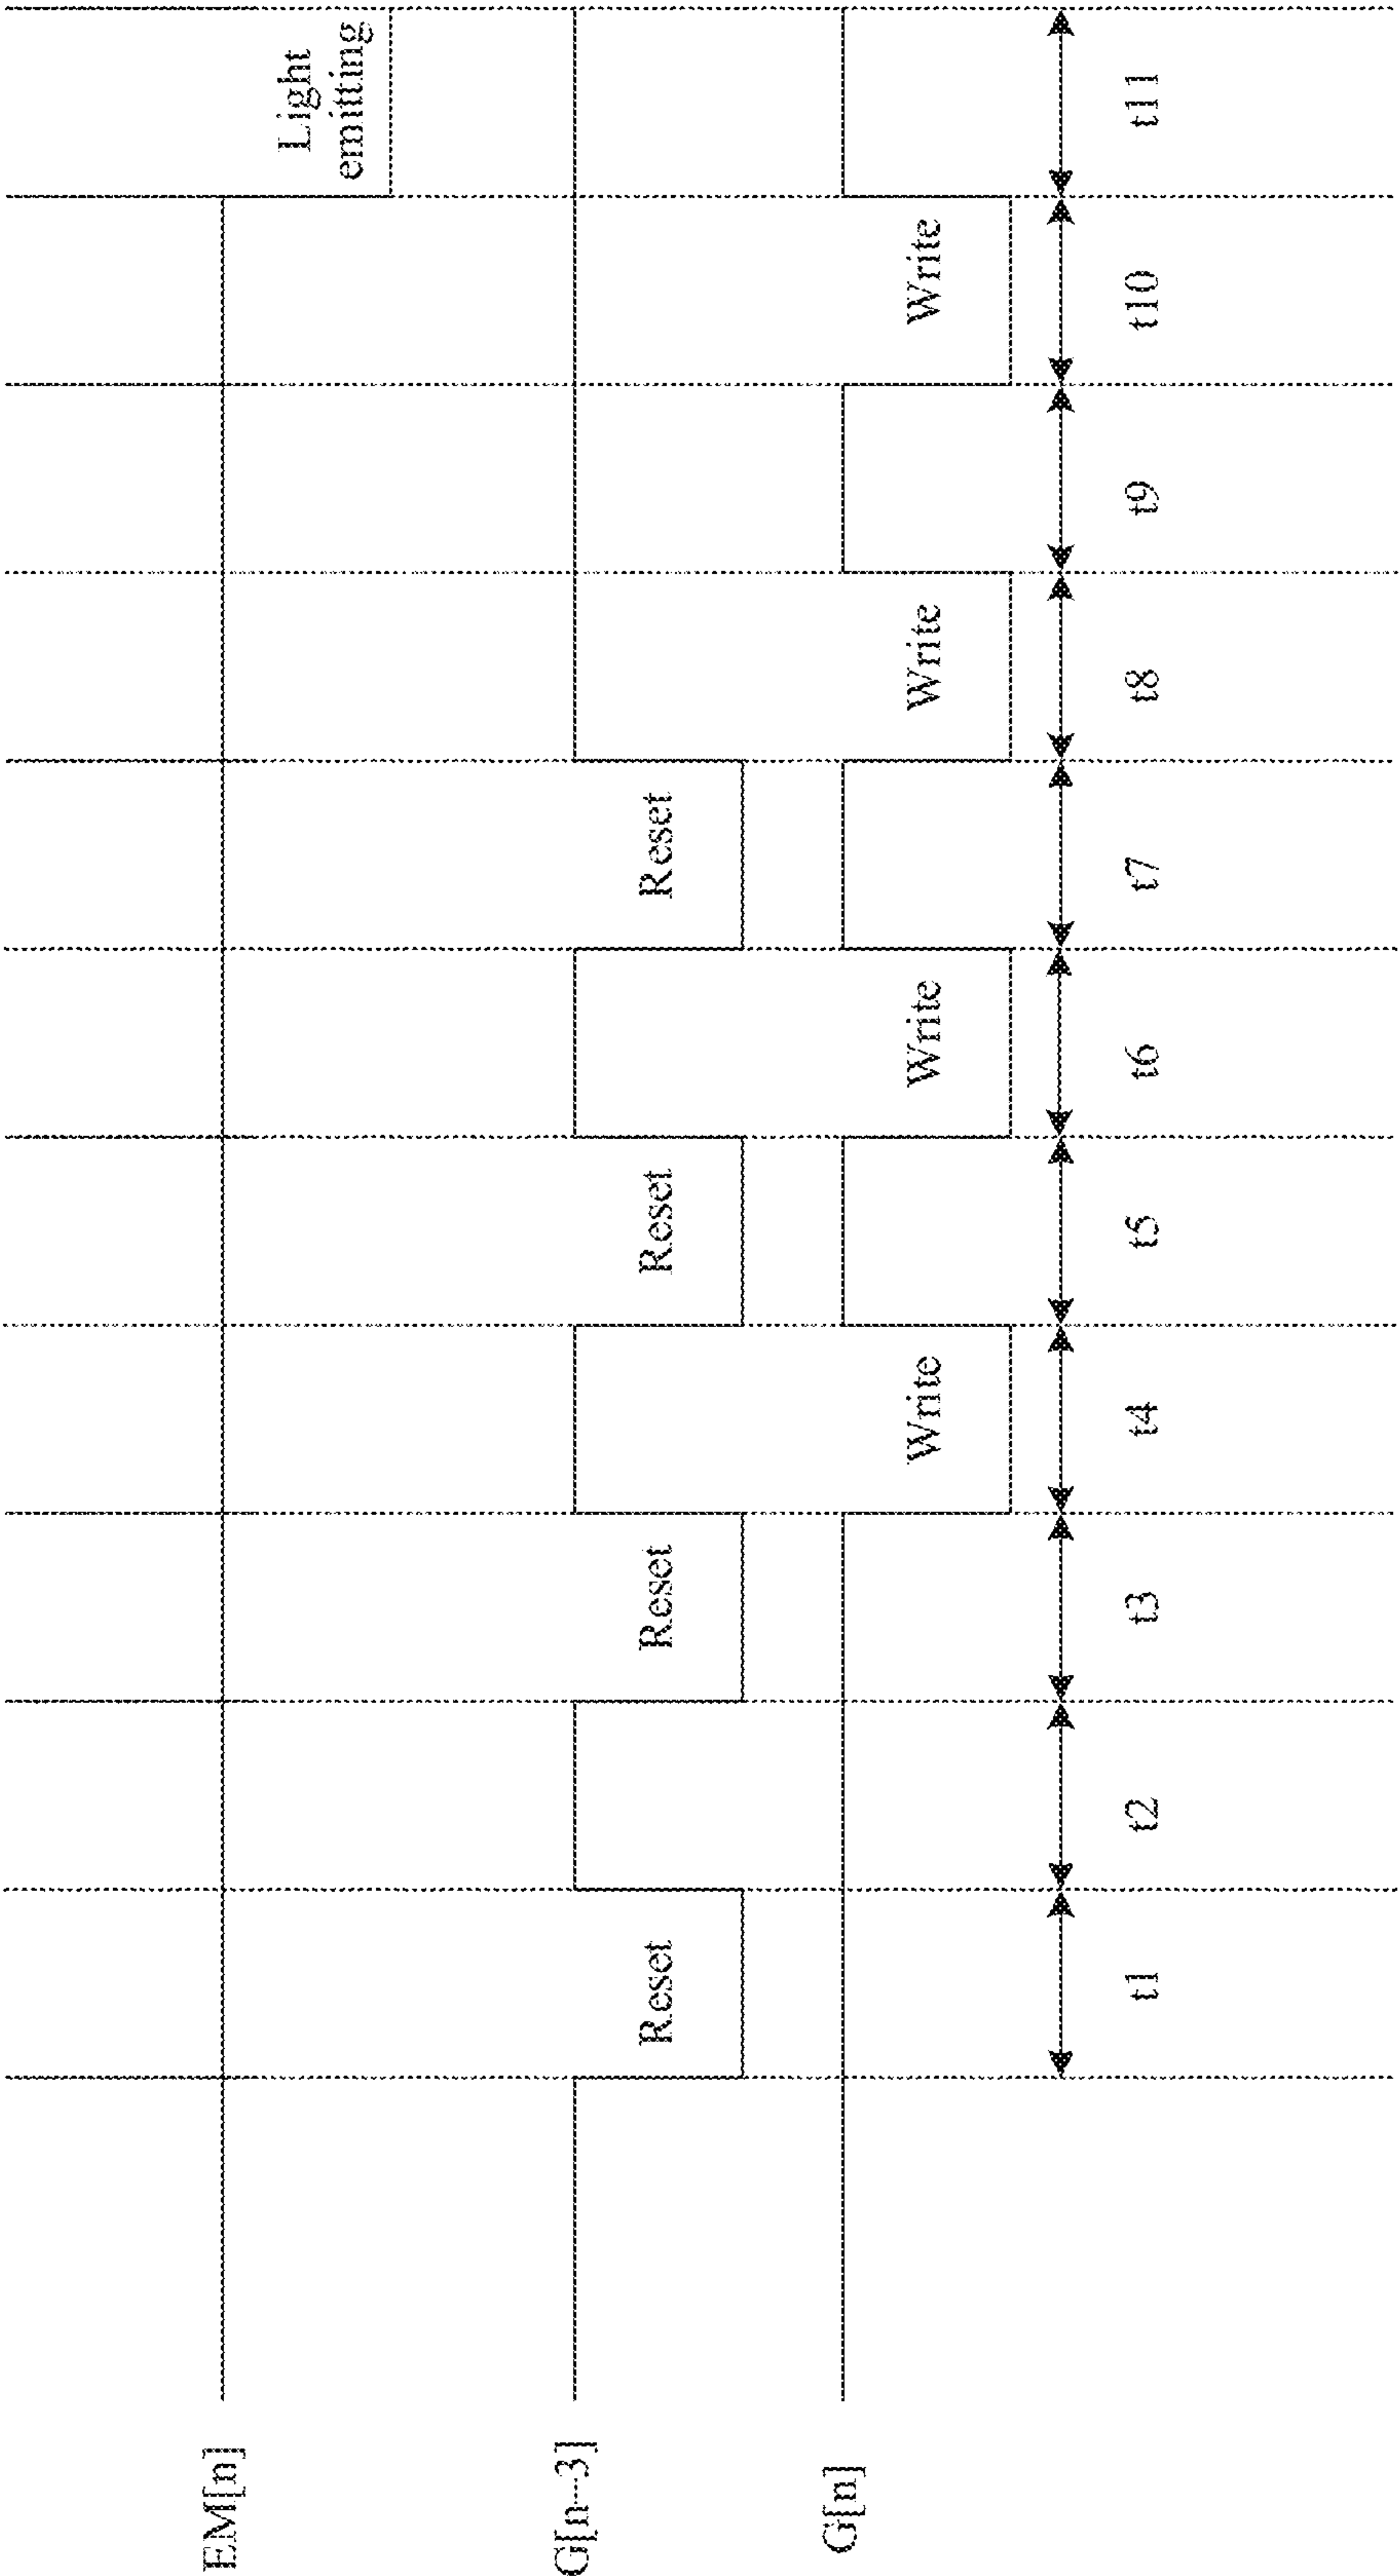 EM[n]
Light
emitting
G[n-3]
Reset
Reset
Reset
Reset
G[n]
Write
Write
Write
Write
t1
t2
t3
t4
t5
t6
t7
t8
t9
t10
t11